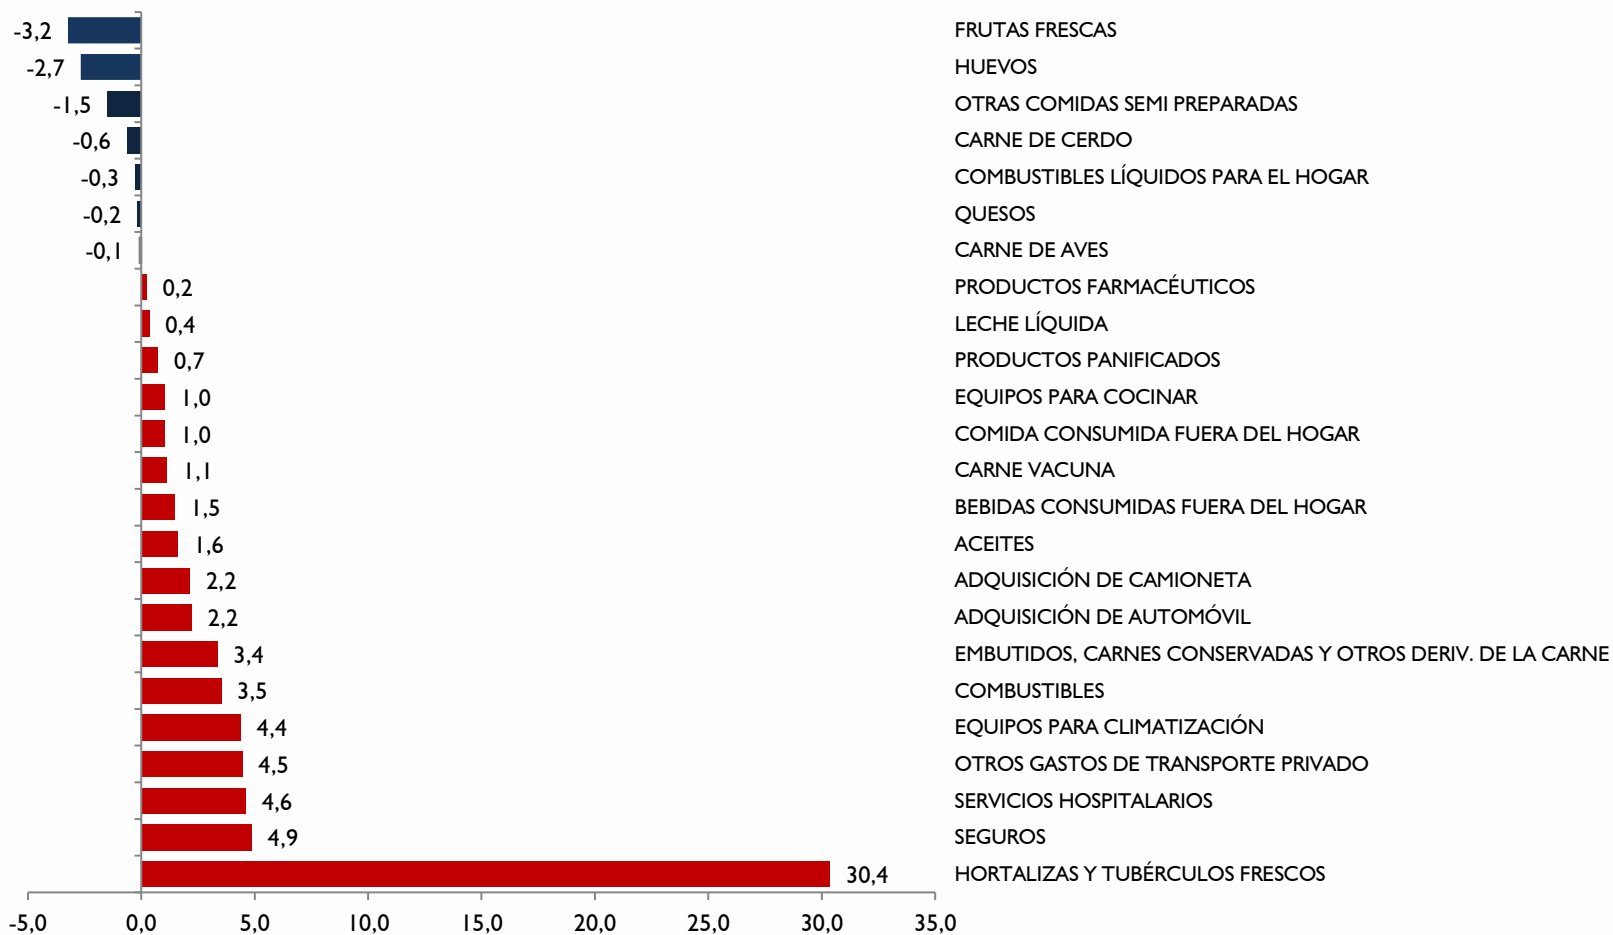 -3,2 FRUTAS FRESCAS
-2,7 HUEVOS
-1,5 OTRAS COMIDAS SEMI PREPARADAS
-0,6 CARNE DE CERDO
-0,3 COMBUSTIBLES LÍQUIDOS PARA EL HOGAR
-0,2 QUESOS
-0,1 CARNE DE AVES
0,2 PRODUCTOS FARMACÉUTICOS
0,4 LECHE LÍQUIDA
0,7 PRODUCTOS PANIFICADOS
1,0 EQUIPOS PARA COCINAR
1,0 COMIDA CONSUMIDA FUERA DEL HOGAR
1,1 CARNE VACUNA
1,5 BEBIDAS CONSUMIDAS FUERA DEL HOGAR
1,6 ACEITES
2,2 ADQUISICIÓN DE CAMIONETA
2,2 ADQUISICIÓN DE AUTOMÓVIL
3,4 EMBUTIDOS, CARNES CONSERVADAS Y OTROS DERIV. DE LA CARNE
3,5 COMBUSTIBLES
4,4 EQUIPOS PARA CLIMATIZACIÓN
4,5 OTROS GASTOS DE TRANSPORTE PRIVADO
4,6 SERVICIOS HOSPITALARIOS
4,9 SEGUROS
30,4 HORTALIZAS Y TUBÉRCULOS FRESCOS
-5,0 0,0 5,0 10,0 15,0 20,0 25,0 30,0 35,0